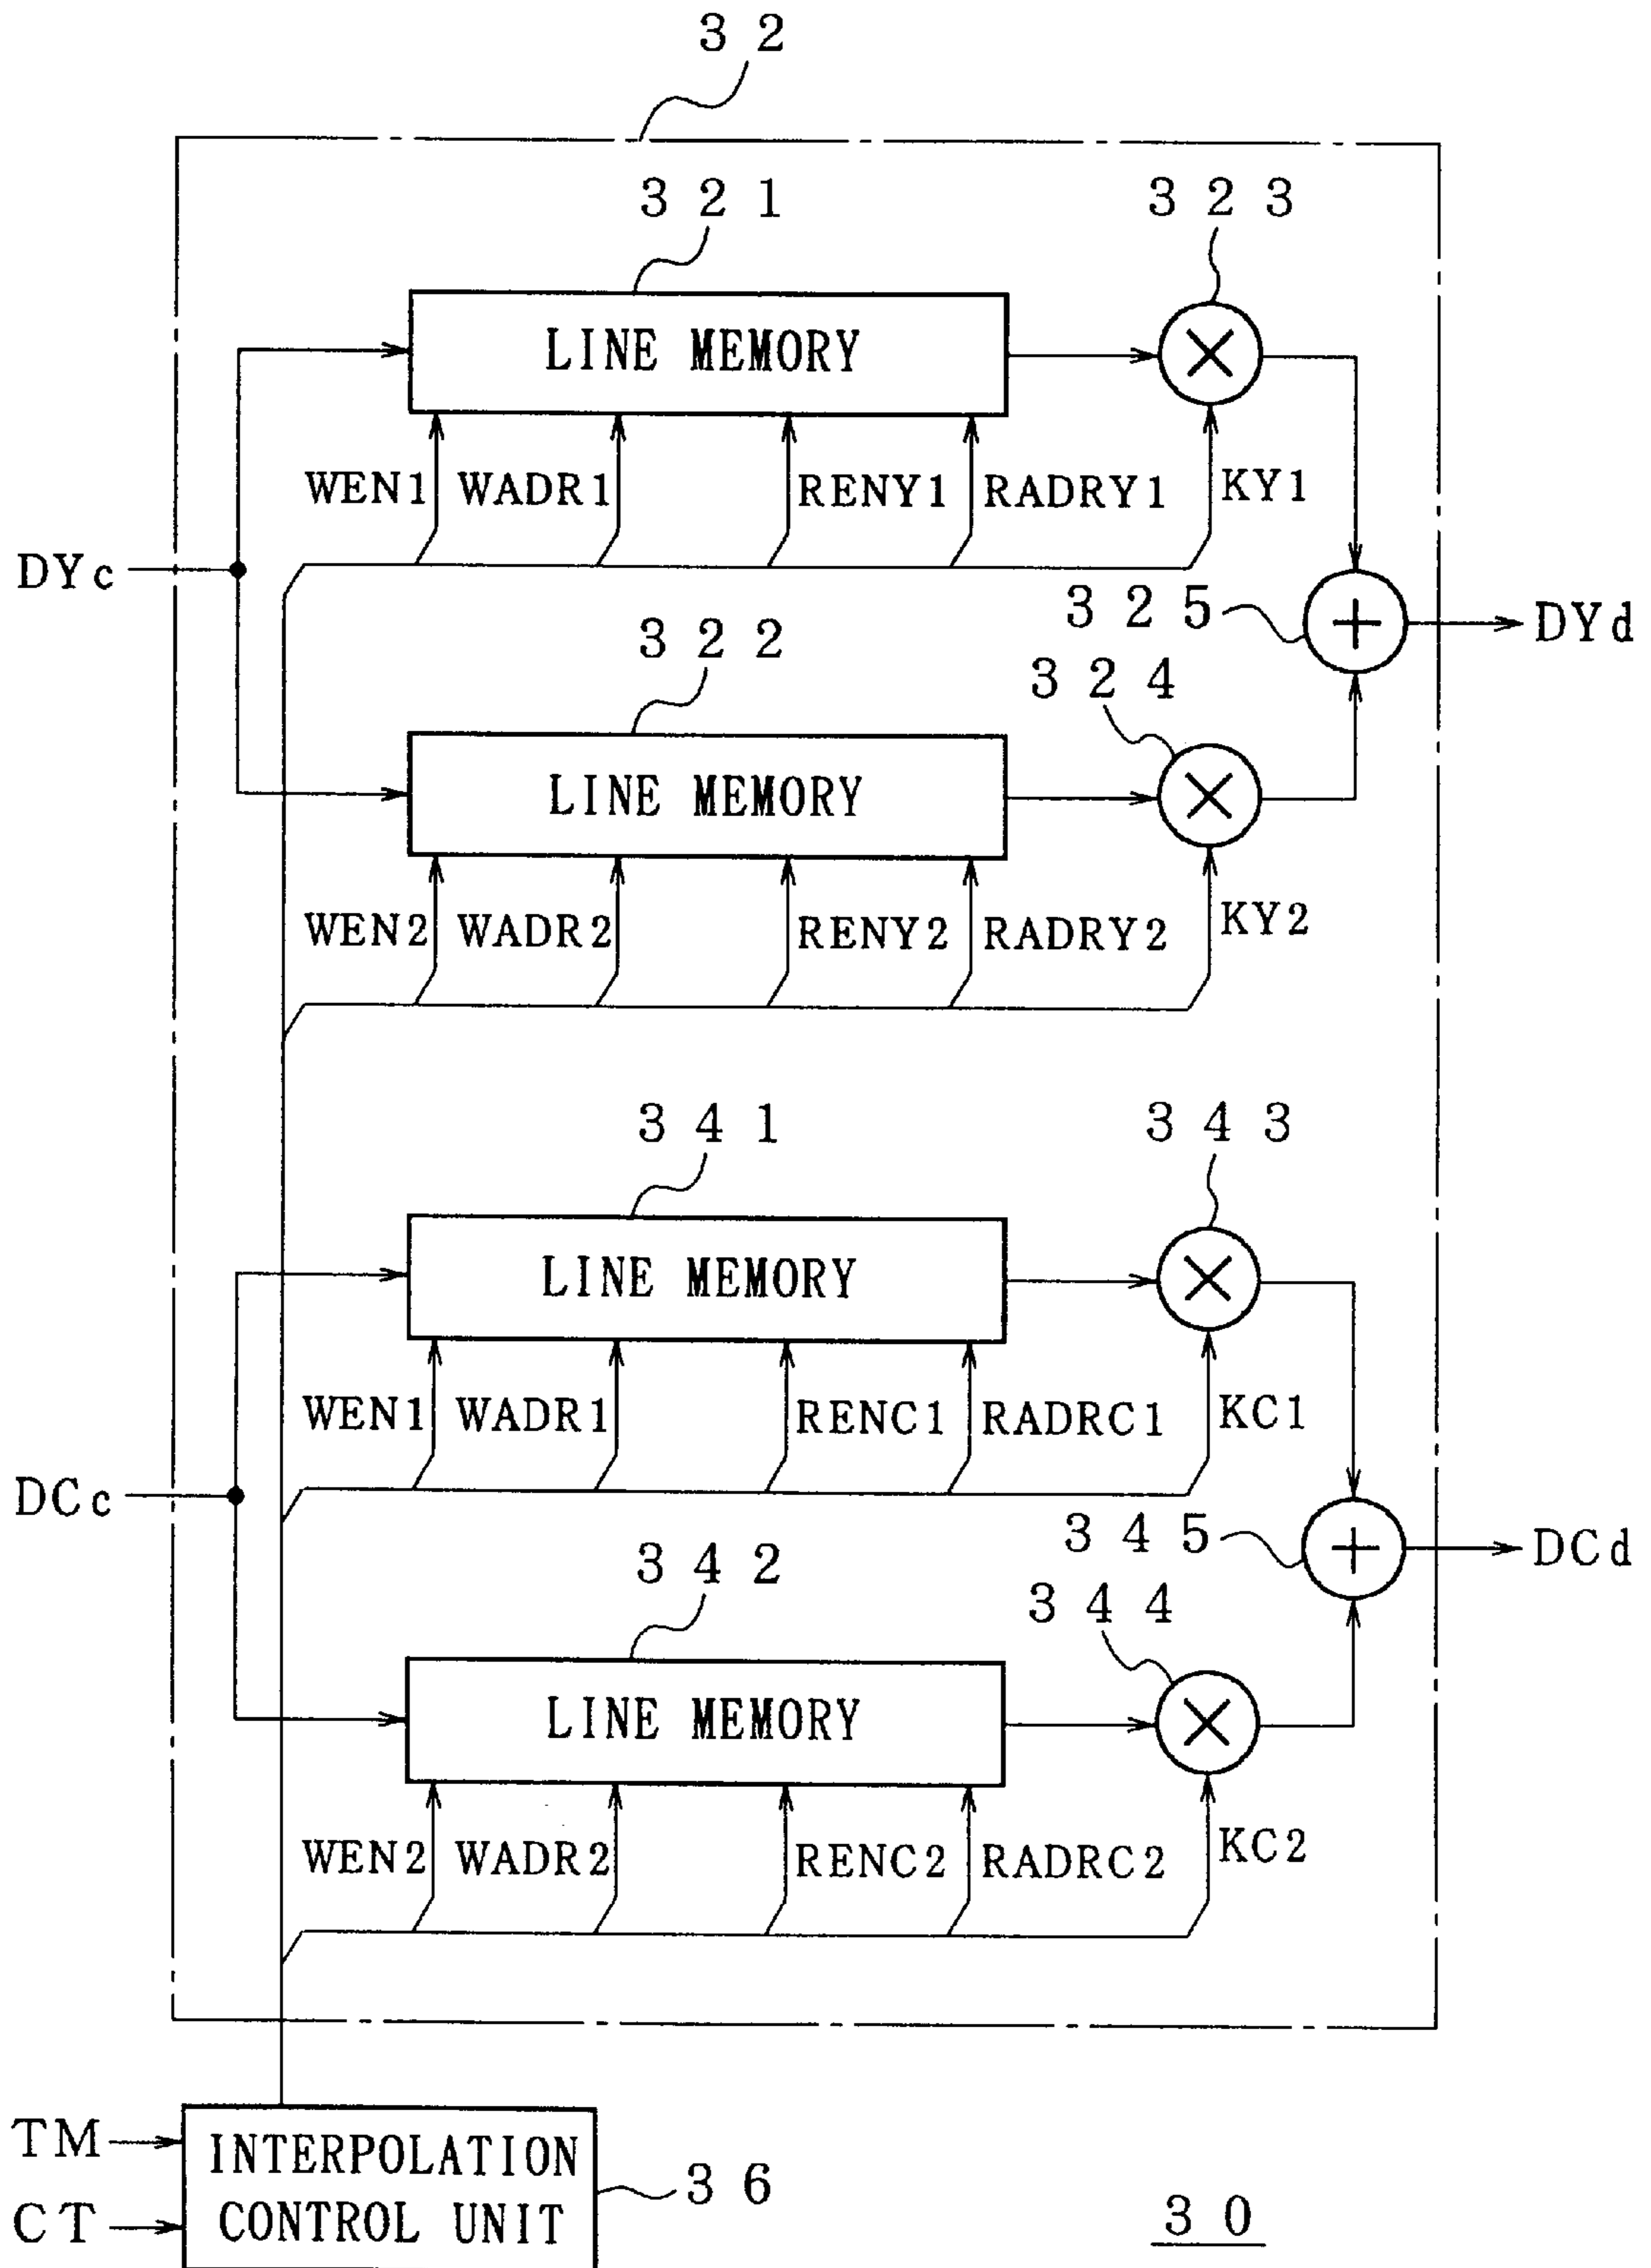 32
321
323
LINE MEMORY
WEN1 WADR1 RENY1 RADRY1 KY1
DYc
325
DYd
322
324
LINE MEMORY
WEN2 WADR2 RENY2 RADRY2 KY2
341
343
LINE MEMORY
WEN1 WADR1 RENC1 RADRC1 KC1
DCc
345
DCd
342
344
LINE MEMORY
WEN2 WADR2 RENC2 RADRC2 KC2
TM
CT
INTERPOLATION
CONTROL UNIT
36
30